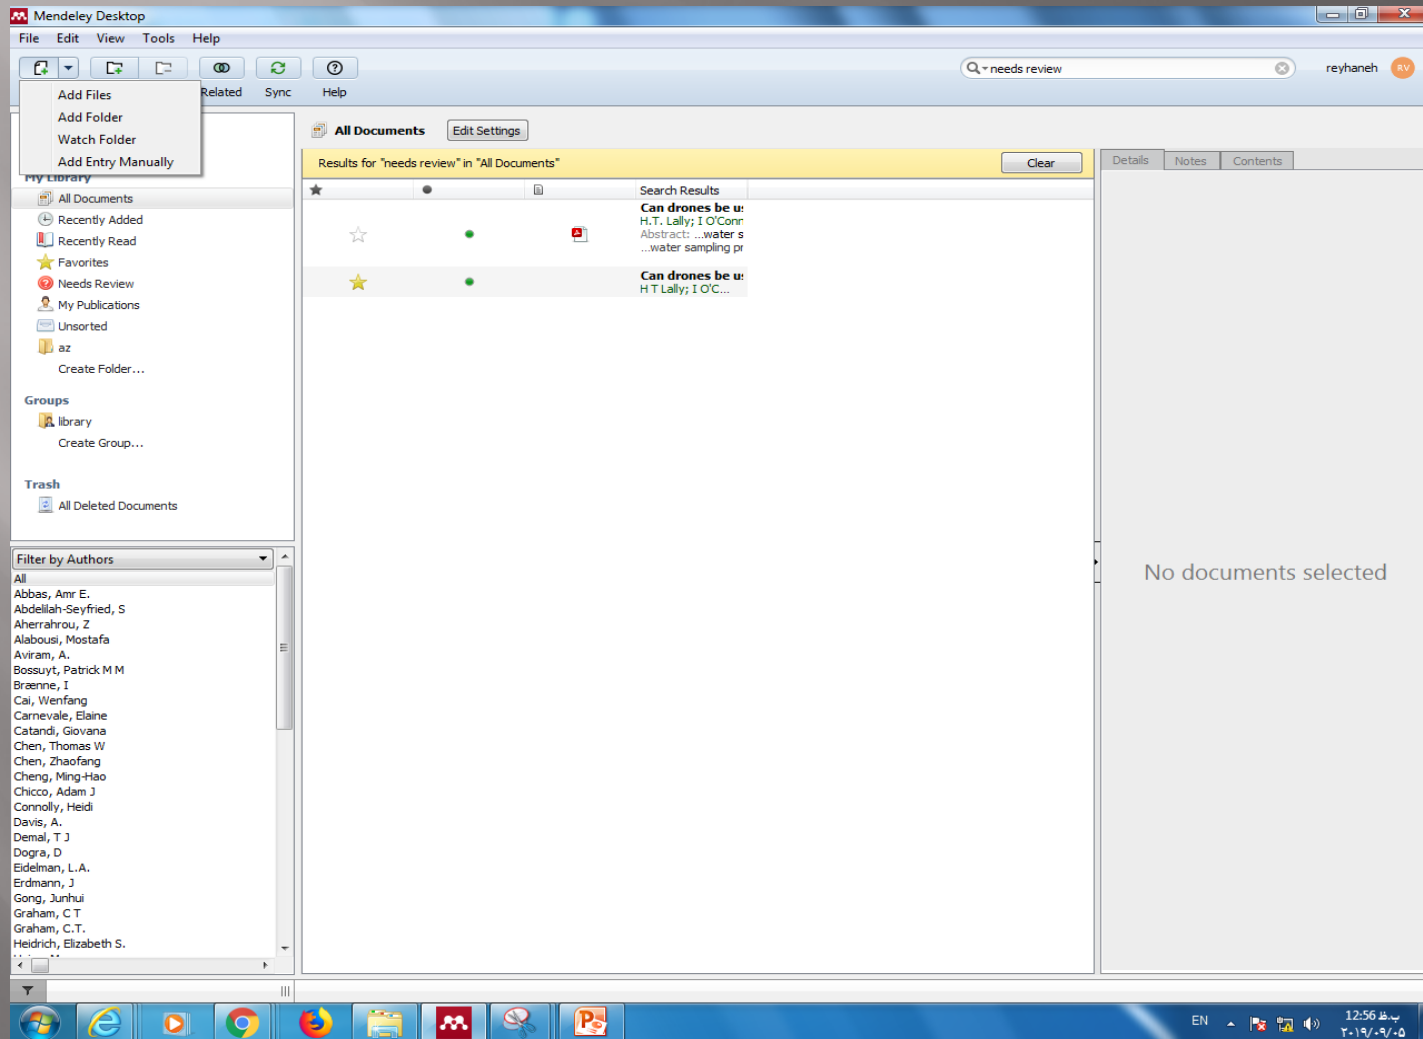 Mendeley Desktop
File Edit View Tools Help
needs review
reyhaneh RV
Related Sync Help
Add Files
Add Folder
Watch Folder
Add Entry Manually
My Library
All Documents
Recently Added
Recently Read
Favorites
Needs Review
My Publications
Unsorted
az
Create Folder...
Groups
library
Create Group...
Trash
All Deleted Documents
Filter by Authors
All
Abbas, Amr E.
Abdelilah-Seyfried, S
Aherrahrou, Z
Alabousi, Mostafa
Aviram, A.
Bossuyt, Patrick M M
Brænne, I
Cai, Wenfang
Carnevale, Elaine
Catandi, Giovana
Chen, Thomas W
Chen, Zhaofang
Cheng, Ming-Hao
Chicco, Adam J
Connolly, Heidi
Davis, A.
Demal, T J
Dogra, D
Eidelman, L.A.
Erdmann, J
Gong, Junhui
Graham, C T
Graham, C.T.
Heidrich, Elizabeth S.
All Documents Edit Settings
Results for "needs review" in "All Documents" Clear
Search Results
Can drones be u
H.T. Lally; I O'Conn
Abstract: ...water s
...water sampling pr
Can drones be u
H T Lally; I O'C...
Details Notes Contents
No documents selected
EN
12:56 ب.ظ
۲۰۱۹/۰۹/۰۵